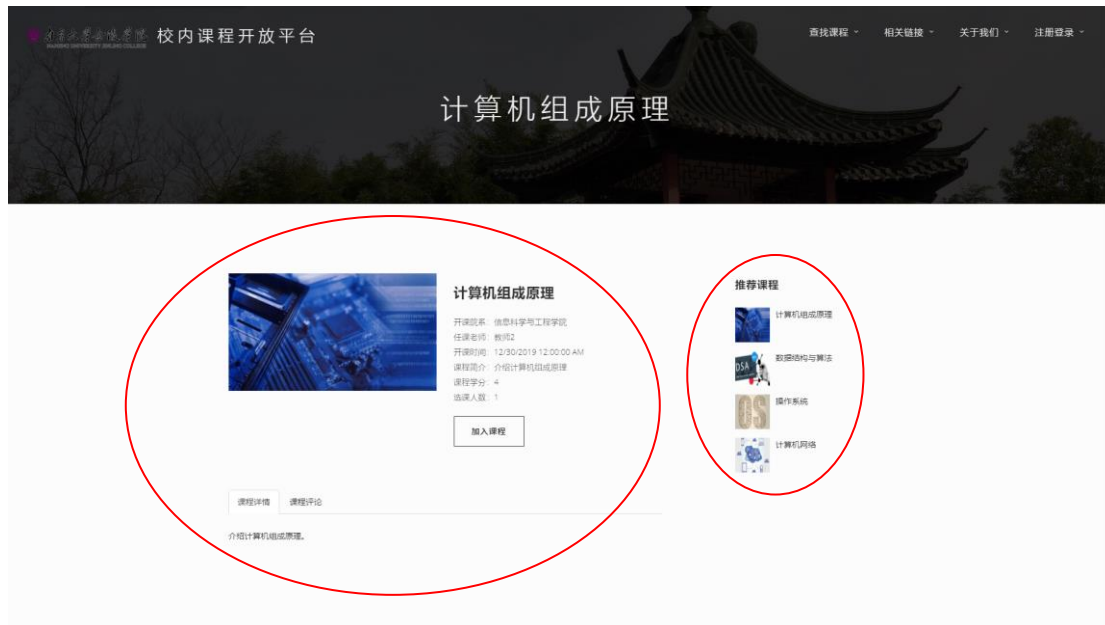 校内课程开放平台
查找课程
相关链接
关于我们
注册登录
计算机组成原理
计算机组成原理
开课院系：信息科学与工程学院
任课老师：教师2
开课时间：12/30/2019 12:00:00 AM
课程简介：介绍计算机组成原理
课程学分：4
选课人数：1
加入课程
课程详情
课程评论
介绍计算机组成原理。
推荐课程
计算机组成原理
DSA
数据结构与算法
OS
操作系统
计算机网络